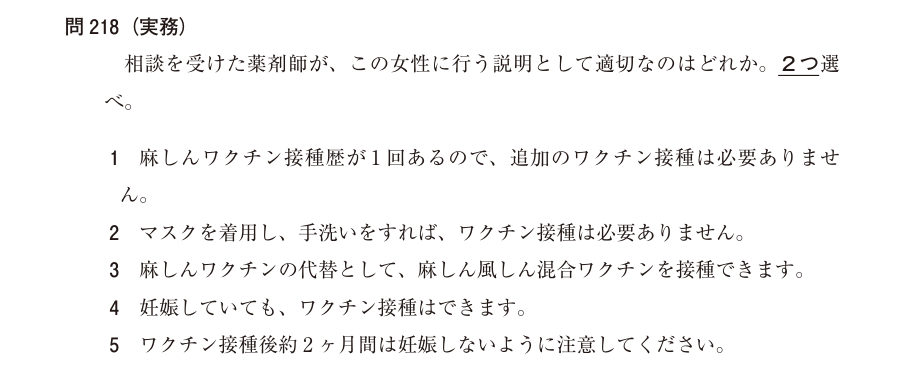 問 218（実務）
相談を受けた薬剤師が、この女性に行う説明として適切なのはどれか。２つ選
べ。
1 麻しんワクチン接種歴が１回あるので、追加のワクチン接種は必要ありませ
ん。
2 マスクを着用し、手洗いをすれば、ワクチン接種は必要ありません。
3 麻しんワクチンの代替として、麻しん風しん混合ワクチンを接種できます。
4 妊娠していても、ワクチン接種はできます。
5 ワクチン接種後約２ヶ月間は妊娠しないように注意してください。